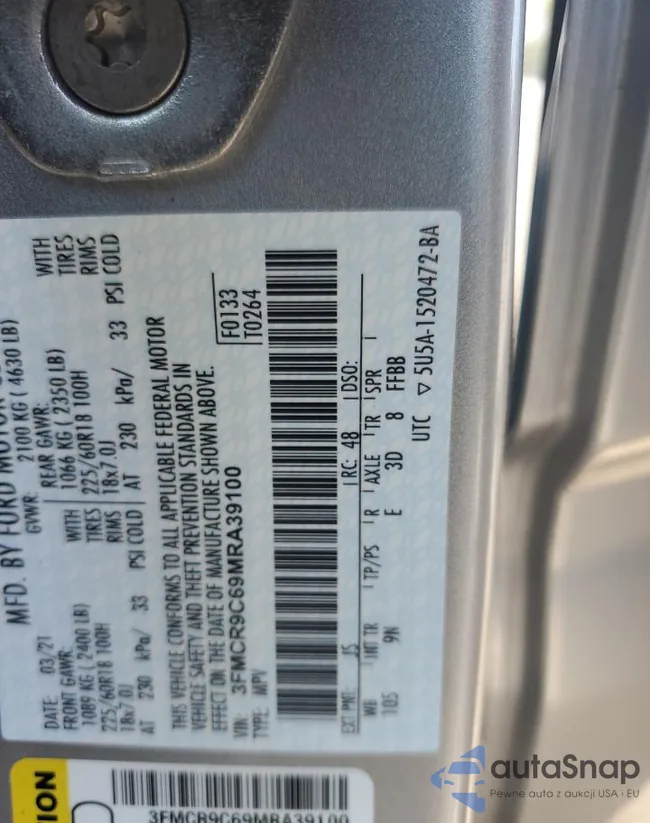 MFD. BY FORD MOTOR
GVWR: 2100 KG ( 4630 LB)
DATE: 03/21
FRONT GAWR:
1089 KG ( 2400 LB)
225/60R18 100H
18x7.0J
AT 230 kPa/ 33 PSI COLD
WITH
TIRES
RIMS
REAR GAWR:
1066 KG ( 2350 LB)
225/60R18 100H
18x7.0J
AT 230 kPa/ 33 PSI COLD
WITH
TIRES
RIMS
THIS VEHICLE CONFORMS TO ALL APPLICABLE FEDERAL MOTOR
VEHICLE SAFETY AND THEFT PREVENTION STANDARDS IN
EFFECT ON THE DATE OF MANUFACTURE SHOWN ABOVE.
F0133
T0264
VIN: 3FMCR9C69MRA39100
TYPE: MPV
EXT PNT: JS RC: 48 DSO:
WB INT TR TP/PS R AXLE TR SPR
105 9N E 3D 8 FFBB
UTC ▽ 5U5A-1520472-BA
ION
3FMCR9C69MRA39100
autaSnap
Pewne auta z aukcji USA i EU